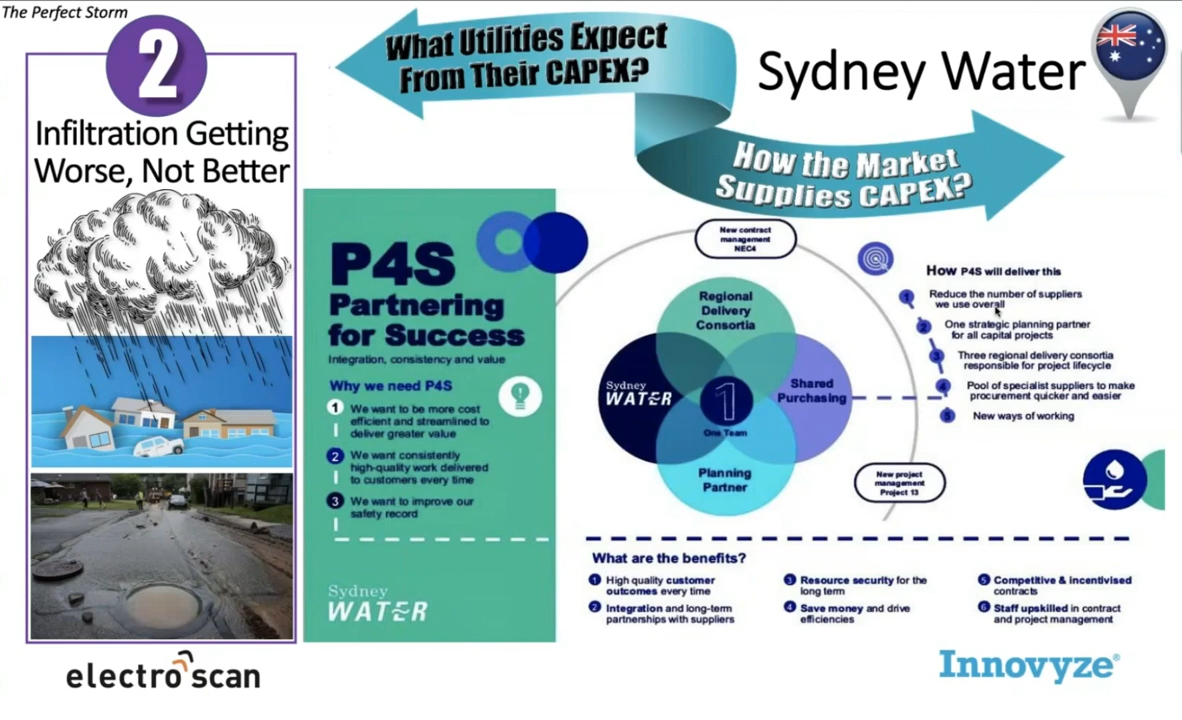 The Perfect Storm
2
Infiltration Getting
Worse, Not Better
What Utilities Expect
From Their CAPEX?
Sydney Water
How the Market
Supplies CAPEX?
P4S
Partnering
for Success
Integration, consistency and value
Why we need P4S
1 We want to be more cost
efficient and streamlined to
deliver greater value
2 We want consistently
high-quality work delivered
to customers every time
3 We want to improve our
safety record
Sydney
WATER
New contract
management
NEC4
Regional
Delivery
Consortia
Sydney
WATER
Shared
Purchasing
1
One Team
Planning
Partner
New project
management
Project 13
How P4S will deliver this
1 Reduce the number of suppliers
we use overall
2 One strategic planning partner
for all capital projects
3 Three regional delivery consortia
responsible for project lifecycle
4 Pool of specialist suppliers to make
procurement quicker and easier
5 New ways of working
What are the benefits?
1 High quality customer
outcomes every time
2 Integration and long-term
partnerships with suppliers
3 Resource security for the
long term
4 Save money and drive
efficiencies
5 Competitive & incentivised
contracts
6 Staff upskilled in contract
and project management
electro scan
Innovyze®